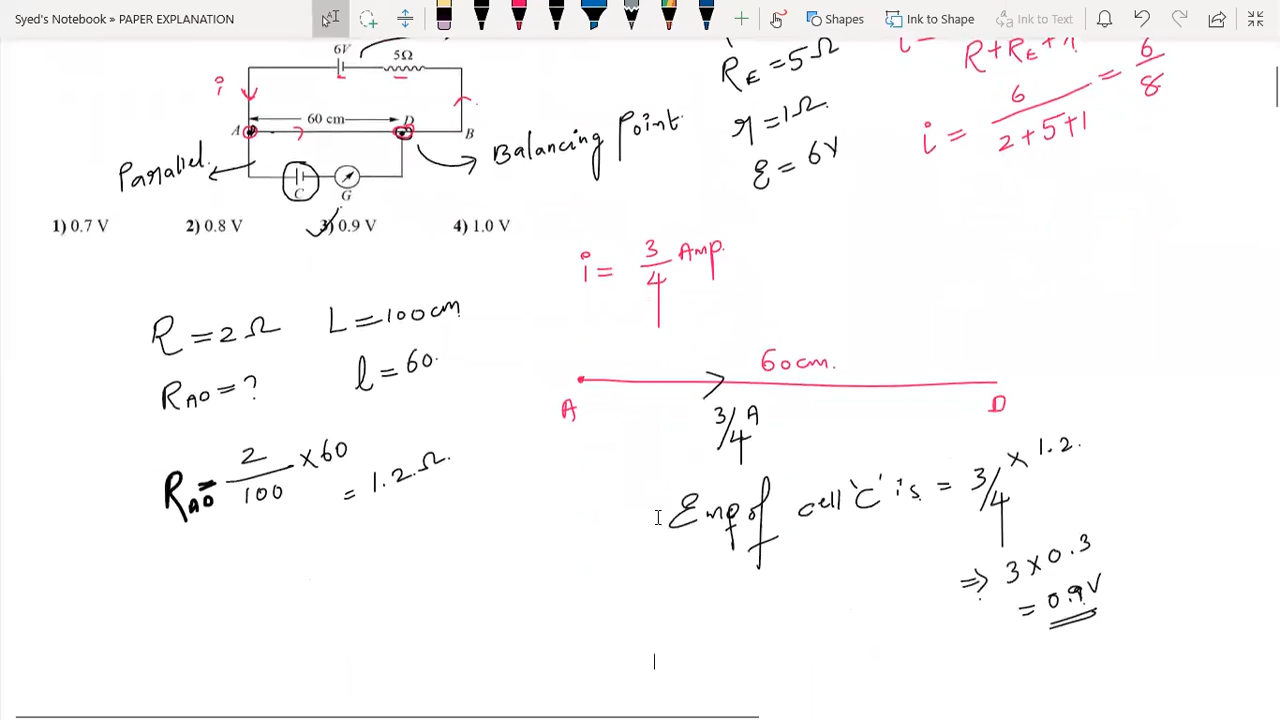 Syed's Notebook » PAPER EXPLANATION
Shapes Ink to Shape Ink to Text
6V 5Ω
i
60 cm
A D B
C G
Parallel.
Balancing Point.
R_E = 5Ω
r = 1Ω
ε = 6V
i =
R + R_E + r
i = 6 / 2+5+1 = 6/8
1) 0.7 V 2) 0.8 V 3) 0.9 V 4) 1.0 V
i = 3/4 Amp.
R = 2Ω L = 100cm
R_AD = ? l = 60.
R_AD = 2/100 × 60 = 1.2.Ω.
60cm.
A D
3/4 A
Emf of cell 'C' is = 3/4 × 1.2.
⇒ 3 × 0.3
= 0.9V